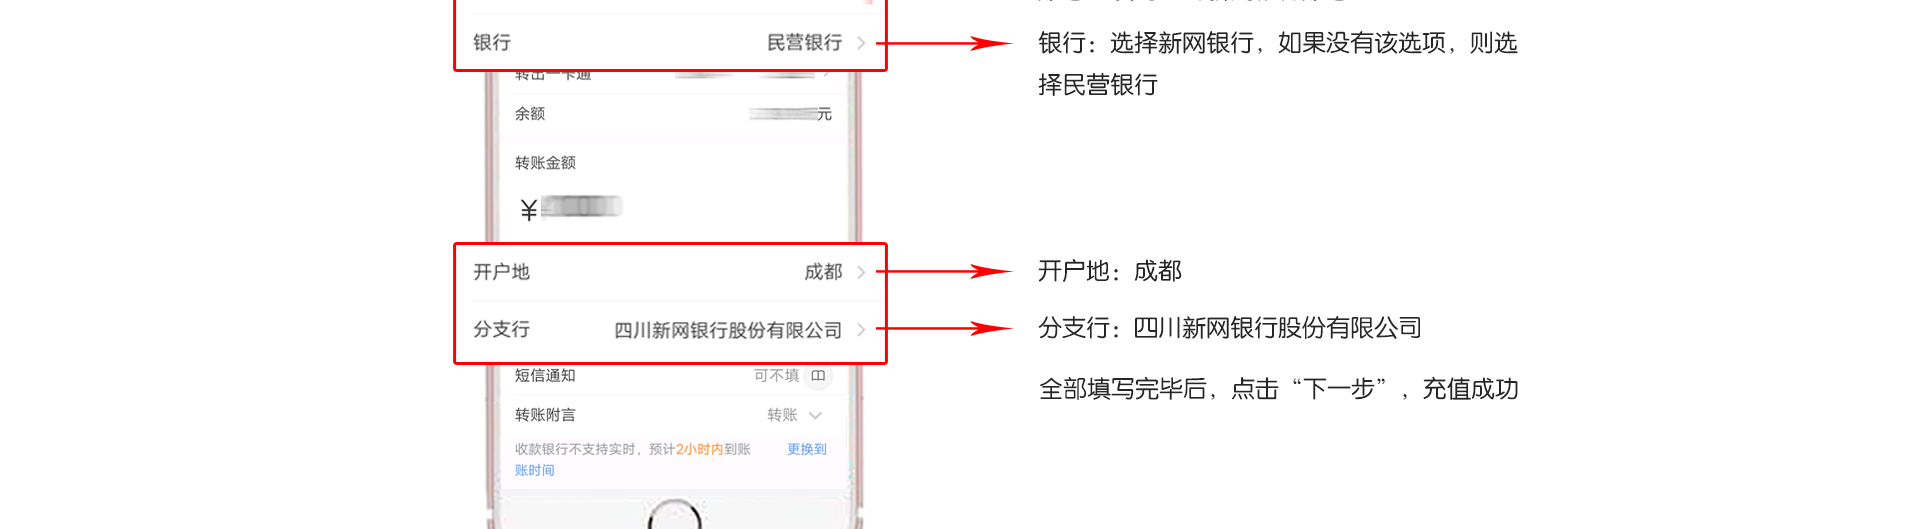 银行 民营银行
银行：选择新网银行，如果没有该选项，则选
择民营银行
转出一卡通
余额 元
转账金额
¥
开户地 成都
开户地：成都
分支行 四川新网银行股份有限公司
分支行：四川新网银行股份有限公司
短信通知 可不填
全部填写完毕后，点击“下一步”，充值成功
转账附言 转账
收款银行不支持实时，预计2小时内到账 更换到
账时间